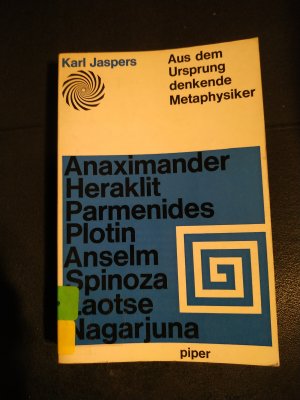 Karl Jaspers
Aus dem
Ursprung
denkende
Metaphysiker
Anaximander
Heraklit
Parmenides
Plotin
Anselm
Spinoza
Laotse
Nagarjuna
piper